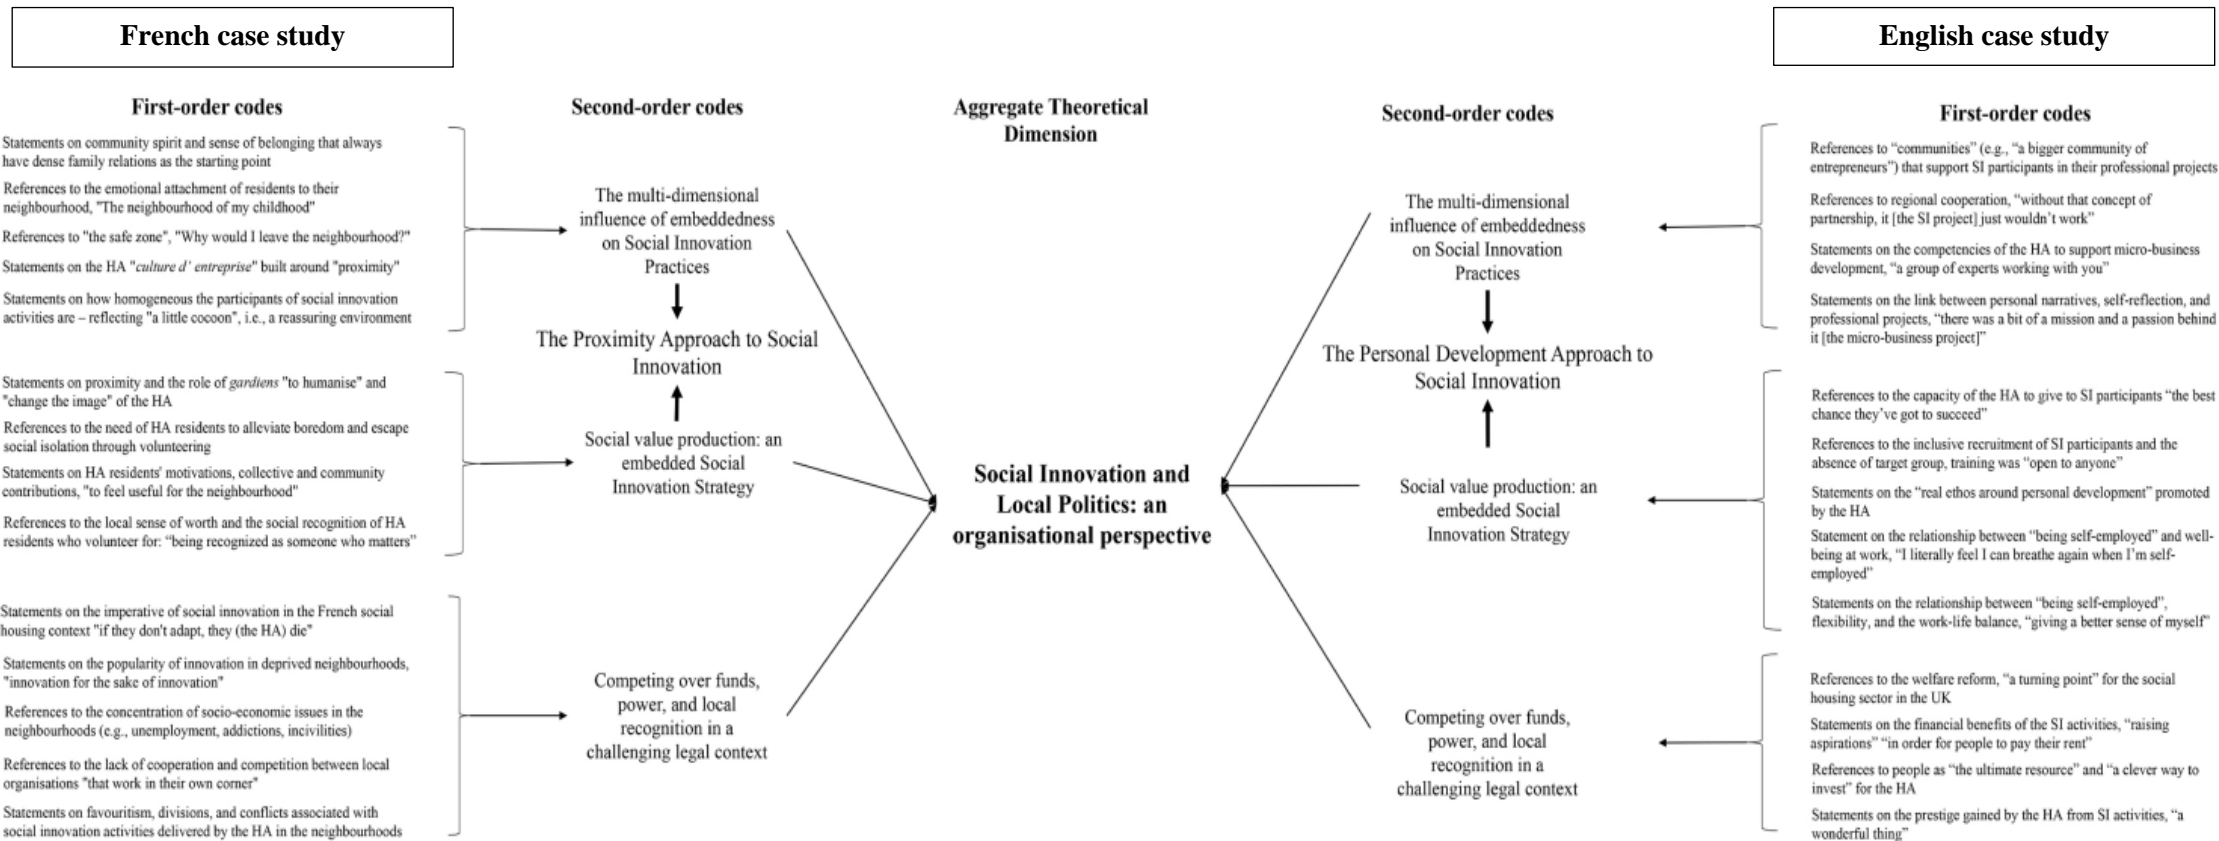 French case study
English case study
First-order codes
Second-order codes
Aggregate Theoretical
Dimension
Second-order codes
First-order codes
Statements on community spirit and sense of belonging that always
have dense family relations as the starting point
References to the emotional attachment of residents to their
neighbourhood, "The neighbourhood of my childhood"
References to "the safe zone", "Why would I leave the neighbourhood?"
Statements on the HA "culture d' entreprise" built around "proximity"
Statements on how homogeneous the participants of social innovation
activities are – reflecting "a little cocoon", i.e., a reassuring environment
Statements on proximity and the role of gardiens "to humanise" and
"change the image" of the HA
References to the need of HA residents to alleviate boredom and escape
social isolation through volunteering
Statements on HA residents' motivations, collective and community
contributions, "to feel useful for the neighbourhood"
References to the local sense of worth and the social recognition of HA
residents who volunteer for: “being recognized as someone who matters”
Statements on the imperative of social innovation in the French social
housing context "if they don't adapt, they (the HA) die"
Statements on the popularity of innovation in deprived neighbourhoods,
"innovation for the sake of innovation"
References to the concentration of socio-economic issues in the
neighbourhoods (e.g., unemployment, addictions, incivilities)
References to the lack of cooperation and competition between local
organisations "that work in their own corner"
Statements on favouritism, divisions, and conflicts associated with
social innovation activities delivered by the HA in the neighbourhoods
The multi-dimensional
influence of embeddedness
on Social Innovation
Practices
The Proximity Approach to Social
Innovation
Social value production: an
embedded Social
Innovation Strategy
Competing over funds,
power, and local
recognition in a
challenging legal context
Social Innovation and
Local Politics: an
organisational perspective
The multi-dimensional
influence of embeddedness
on Social Innovation
Practices
The Personal Development Approach to
Social Innovation
Social value production: an
embedded Social
Innovation Strategy
Competing over funds,
power, and local
recognition in a
challenging legal context
References to “communities” (e.g., “a bigger community of
entrepreneurs”) that support SI participants in their professional projects
References to regional cooperation, “without that concept of
partnership, it [the SI project] just wouldn’t work”
Statements on the competencies of the HA to support micro-business
development, “a group of experts working with you”
Statements on the link between personal narratives, self-reflection, and
professional projects, “there was a bit of a mission and a passion behind
it [the micro-business project]”
References to the capacity of the HA to give to SI participants “the best
chance they’ve got to succeed”
References to the inclusive recruitment of SI participants and the
absence of target group, training was “open to anyone”
Statements on the “real ethos around personal development” promoted
by the HA
Statement on the relationship between “being self-employed” and well-
being at work, “I literally feel I can breathe again when I’m self-
employed”
Statements on the relationship between “being self-employed”,
flexibility, and the work-life balance, “giving a better sense of myself”
References to the welfare reform, “a turning point” for the social
housing sector in the UK
Statements on the financial benefits of the SI activities, “raising
aspirations” “in order for people to pay their rent”
References to people as “the ultimate resource” and “a clever way to
invest” for the HA
Statements on the prestige gained by the HA from SI activities, “a
wonderful thing”